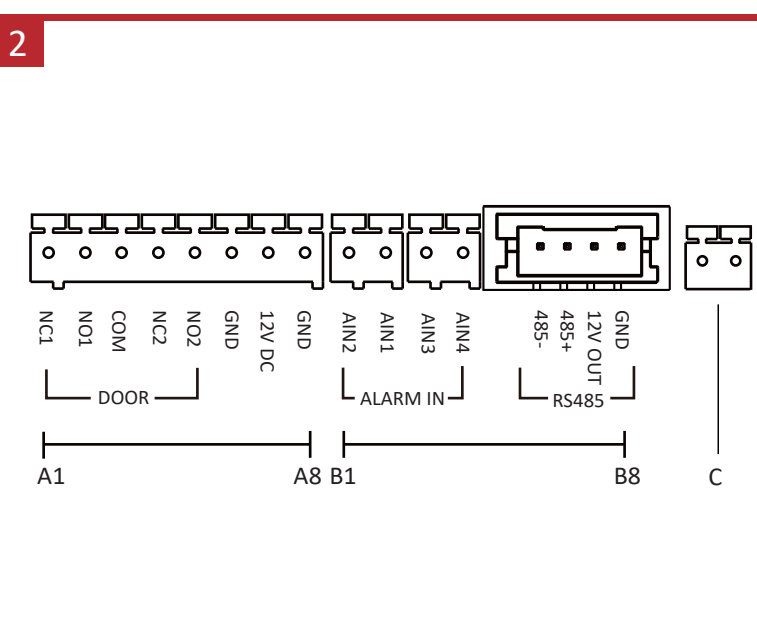 2
NC1
NO1
COM
NC2
NO2
GND
12V DC
GND
AIN2
AIN1
AIN3
AIN4
485-
485+
12V OUT
GND
DOOR
ALARM IN
RS485
A1
A8
B1
B8
C